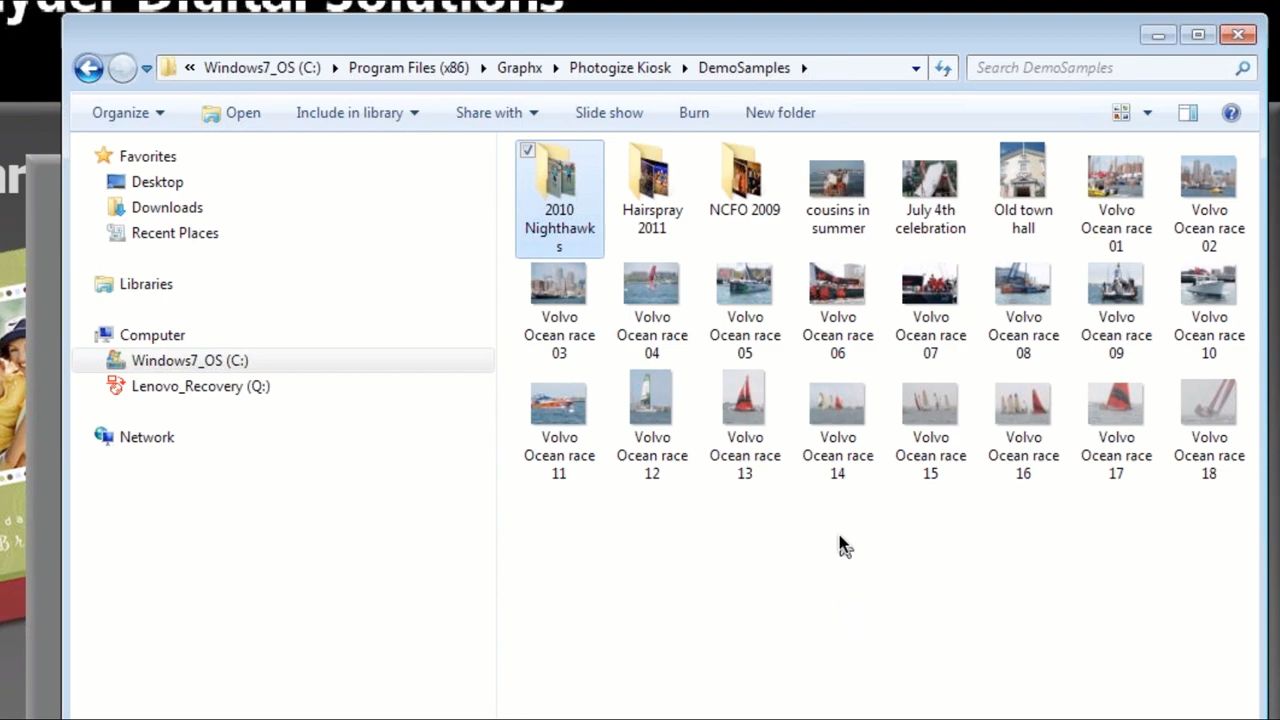 yder Digital Solutions
« Windows7_OS (C:) Program Files (x86) Graphx Photogize Kiosk DemoSamples
Search DemoSamples
Organize Open Include in library Share with Slide show Burn New folder
Favorites
Desktop
Downloads
Recent Places
Libraries
Computer
Windows7_OS (C:)
Lenovo_Recovery (Q:)
Network
2010
Nighthawk
s
Hairspray
2011
NCFO 2009
cousins in
summer
July 4th
celebration
Old town
hall
Volvo
Ocean race
01
Volvo
Ocean race
02
Volvo
Ocean race
03
Volvo
Ocean race
04
Volvo
Ocean race
05
Volvo
Ocean race
06
Volvo
Ocean race
07
Volvo
Ocean race
08
Volvo
Ocean race
09
Volvo
Ocean race
10
Volvo
Ocean race
11
Volvo
Ocean race
12
Volvo
Ocean race
13
Volvo
Ocean race
14
Volvo
Ocean race
15
Volvo
Ocean race
16
Volvo
Ocean race
17
Volvo
Ocean race
18